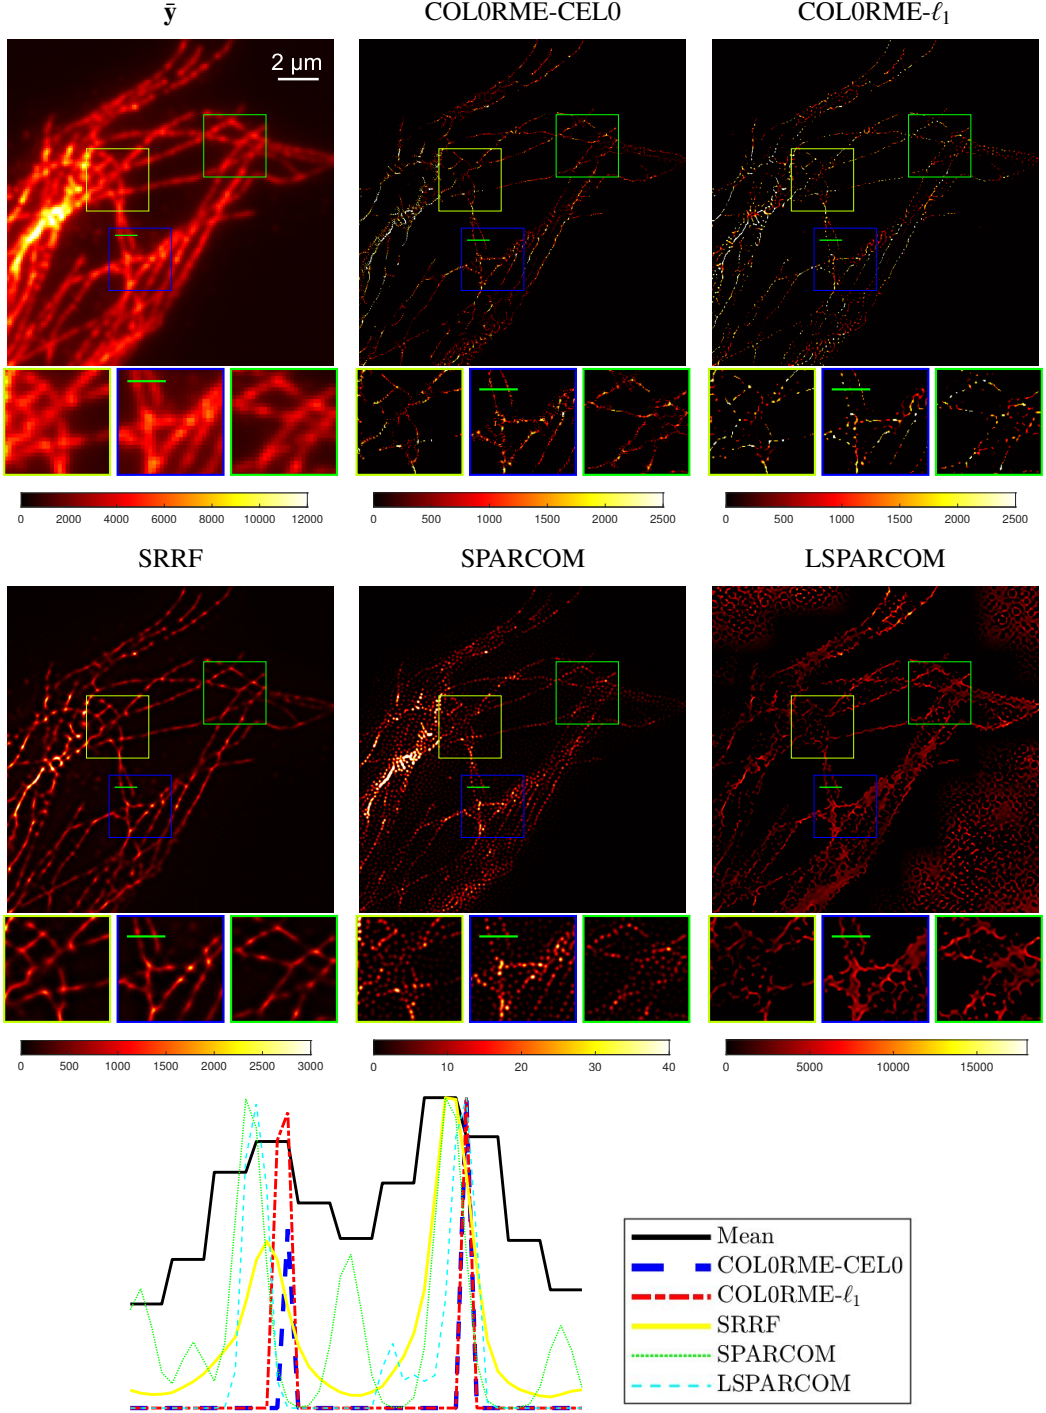 ȳ COL0RME-CEL0 COL0RME-ℓ₁
2 μm
0 2000 4000 6000 8000 10000 12000
0 500 1000 1500 2000 2500
0 500 1000 1500 2000 2500
SRRF SPARCOM LSPARCOM
0 500 1000 1500 2000 2500 3000
0 10 20 30 40
0 5000 10000 15000
Mean
COL0RME-CEL0
COL0RME-ℓ₁
SRRF
SPARCOM
LSPARCOM